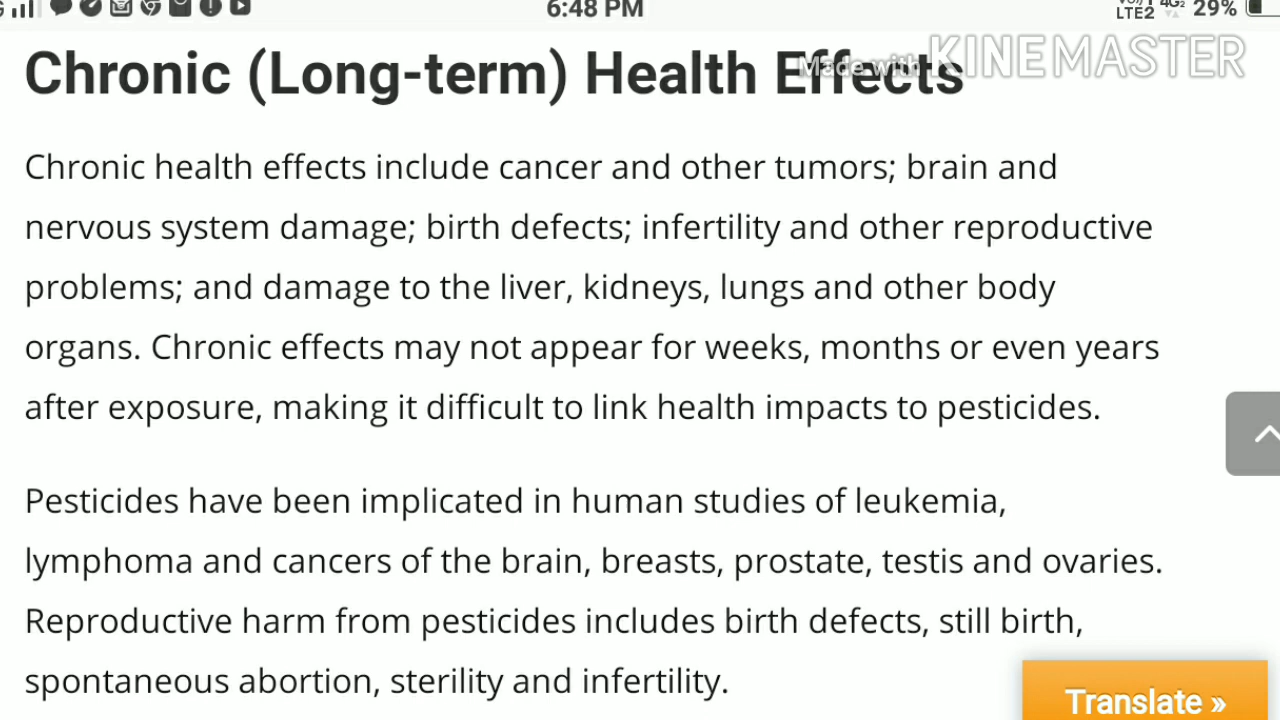 6:48 PM
LTE2 4G2 29%
Made with KINEMASTER
Chronic (Long-term) Health Effects
Chronic health effects include cancer and other tumors; brain and
nervous system damage; birth defects; infertility and other reproductive
problems; and damage to the liver, kidneys, lungs and other body
organs. Chronic effects may not appear for weeks, months or even years
after exposure, making it difficult to link health impacts to pesticides.
Pesticides have been implicated in human studies of leukemia,
lymphoma and cancers of the brain, breasts, prostate, testis and ovaries.
Reproductive harm from pesticides includes birth defects, still birth,
spontaneous abortion, sterility and infertility.
Translate »